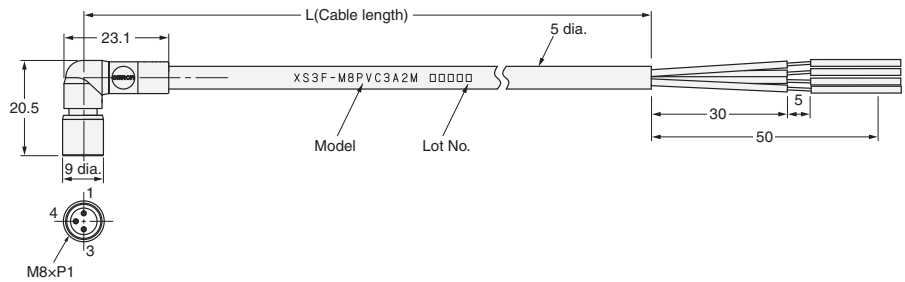 L(Cable length)
23.1
5 dia.
OMRON
XS3F-M8PVC3A2M □□□□□
20.5
Model
Lot No.
30
5
50
9 dia.
1
4
3
M8×P1